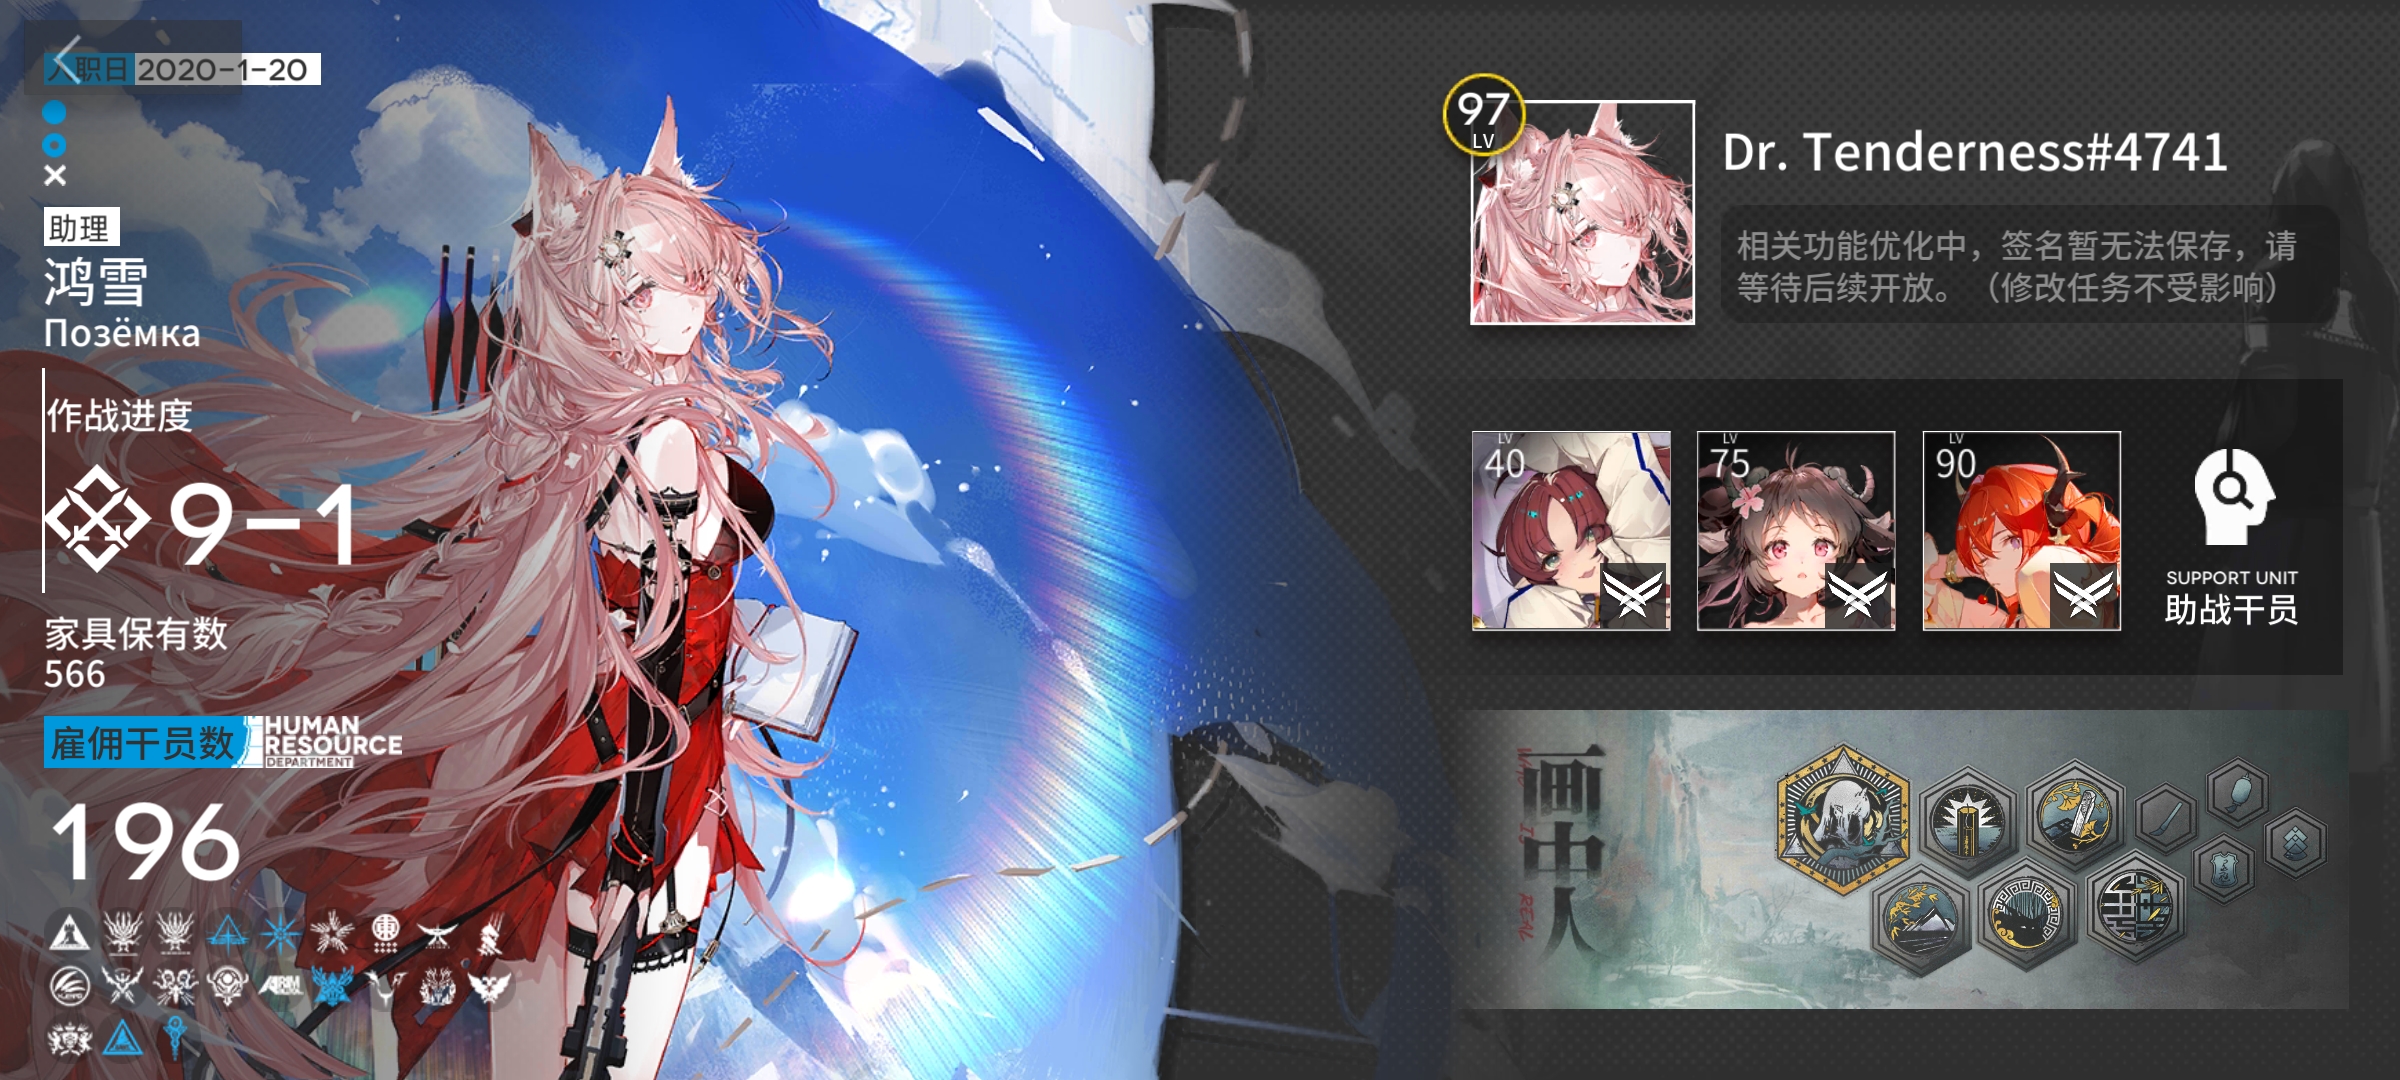 入职日 2020-1-20
助理
鸿雪
Позёмка
作战进度
9-1
家具保有数
566
雇佣干员数
HUMAN
RESOURCE
DEPARTMENT
196
97
LV
Dr. Tenderness#4741
相关功能优化中，签名暂无法保存，请
等待后续开放。（修改任务不受影响）
LV
40
LV
75
LV
90
SUPPORT UNIT
助战干员
画中人